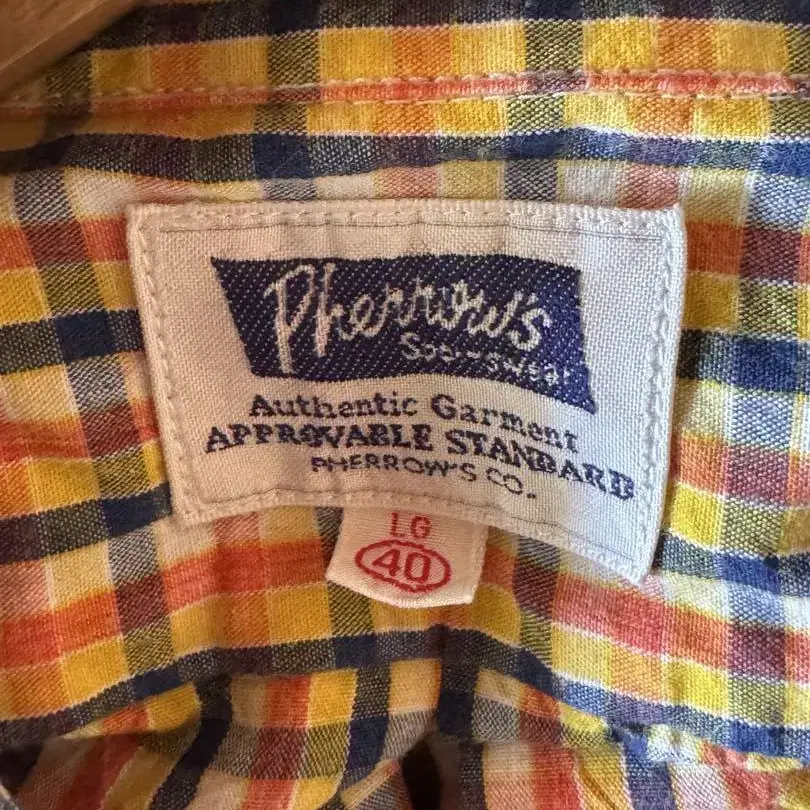 Pherrow's
Sportswear
Authentic Garment
APPROVABLE STANDARD
PHERROW'S CO.
LG
40